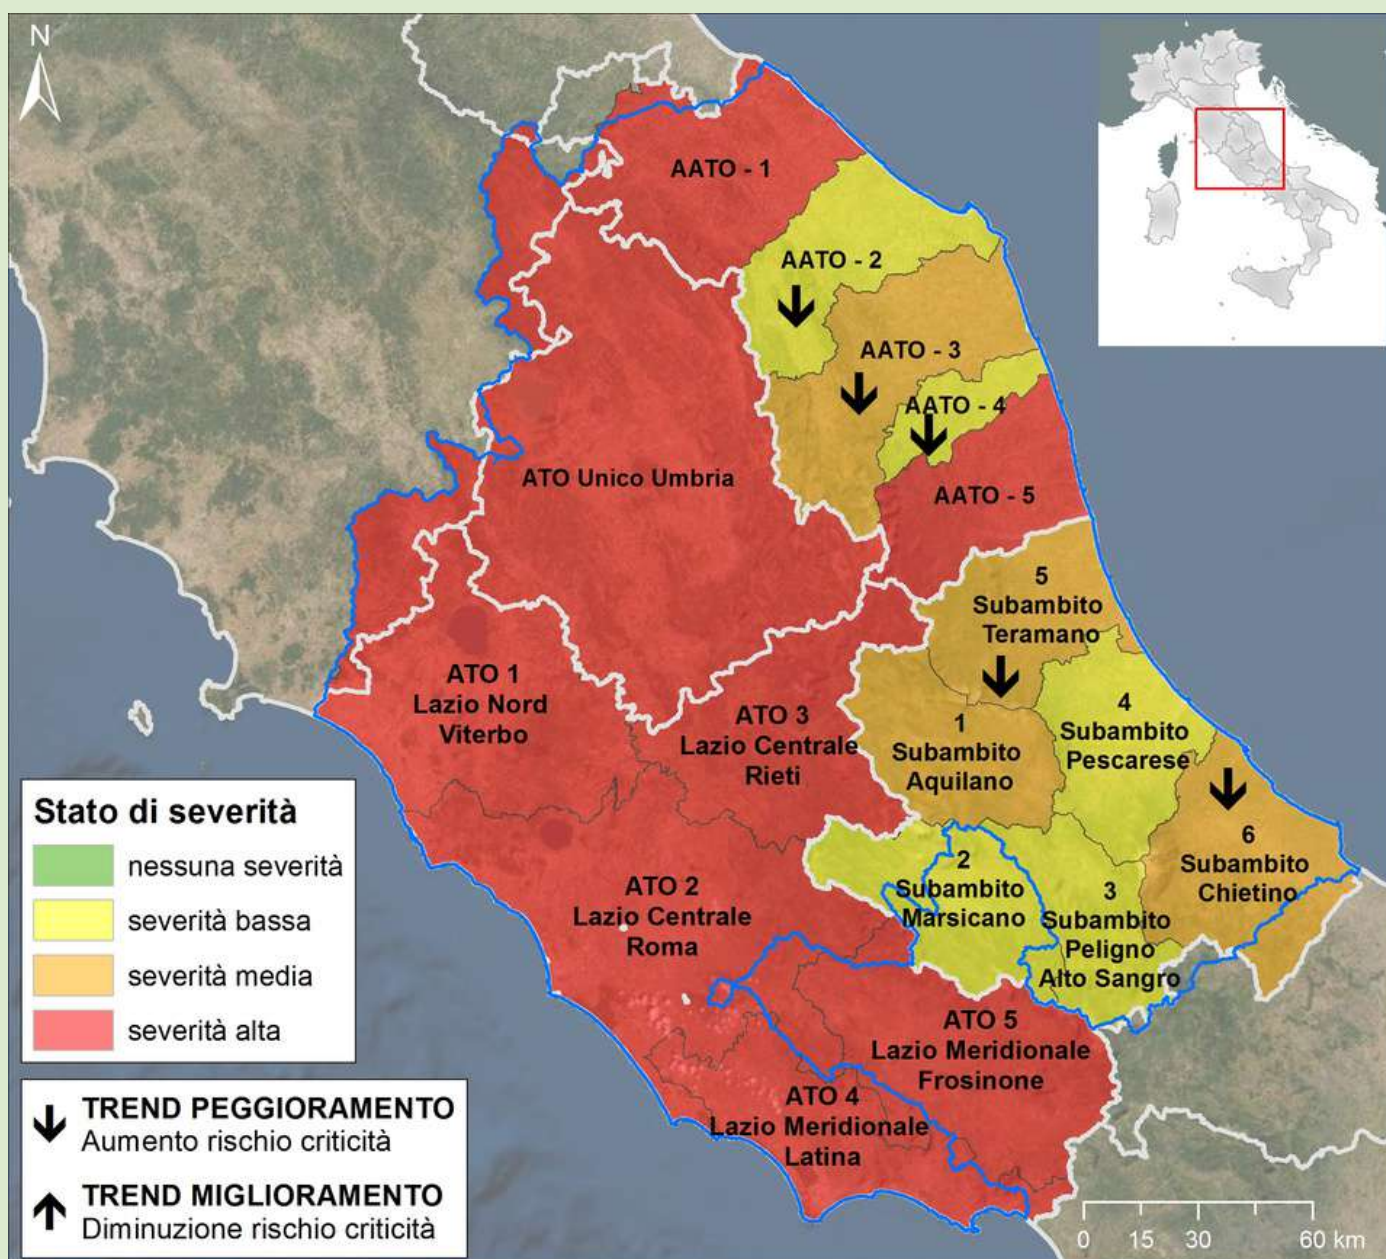 N
AATO - 1
AATO - 2
AATO - 3
AATO - 4
ATO Unico Umbria
AATO - 5
5
Subambito
Teramano
ATO 1
Lazio Nord
Viterbo
ATO 3
Lazio Centrale
Rieti
1
Subambito
Aquilano
4
Subambito
Pescarese
6
Subambito
Chietino
2
Subambito
Marsicano
3
Subambito
Peligno
Alto Sangro
ATO 2
Lazio Centrale
Roma
ATO 5
Lazio Meridionale
Frosinone
ATO 4
Lazio Meridionale
Latina
Stato di severità
nessuna severità
severità bassa
severità media
severità alta
TREND PEGGIORAMENTO
Aumento rischio criticità
TREND MIGLIORAMENTO
Diminuzione rischio criticità
0 15 30 60 km